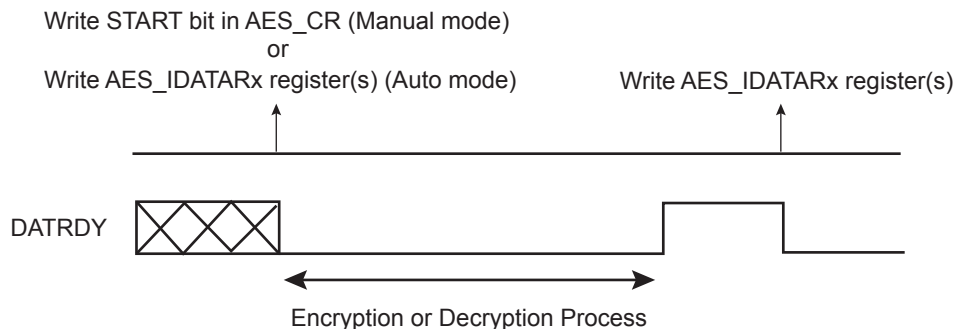 Write START bit in AES_CR (Manual mode)
or
Write AES_IDATARx register(s) (Auto mode)
Write AES_IDATARx register(s)
DATRDY
Encryption or Decryption Process